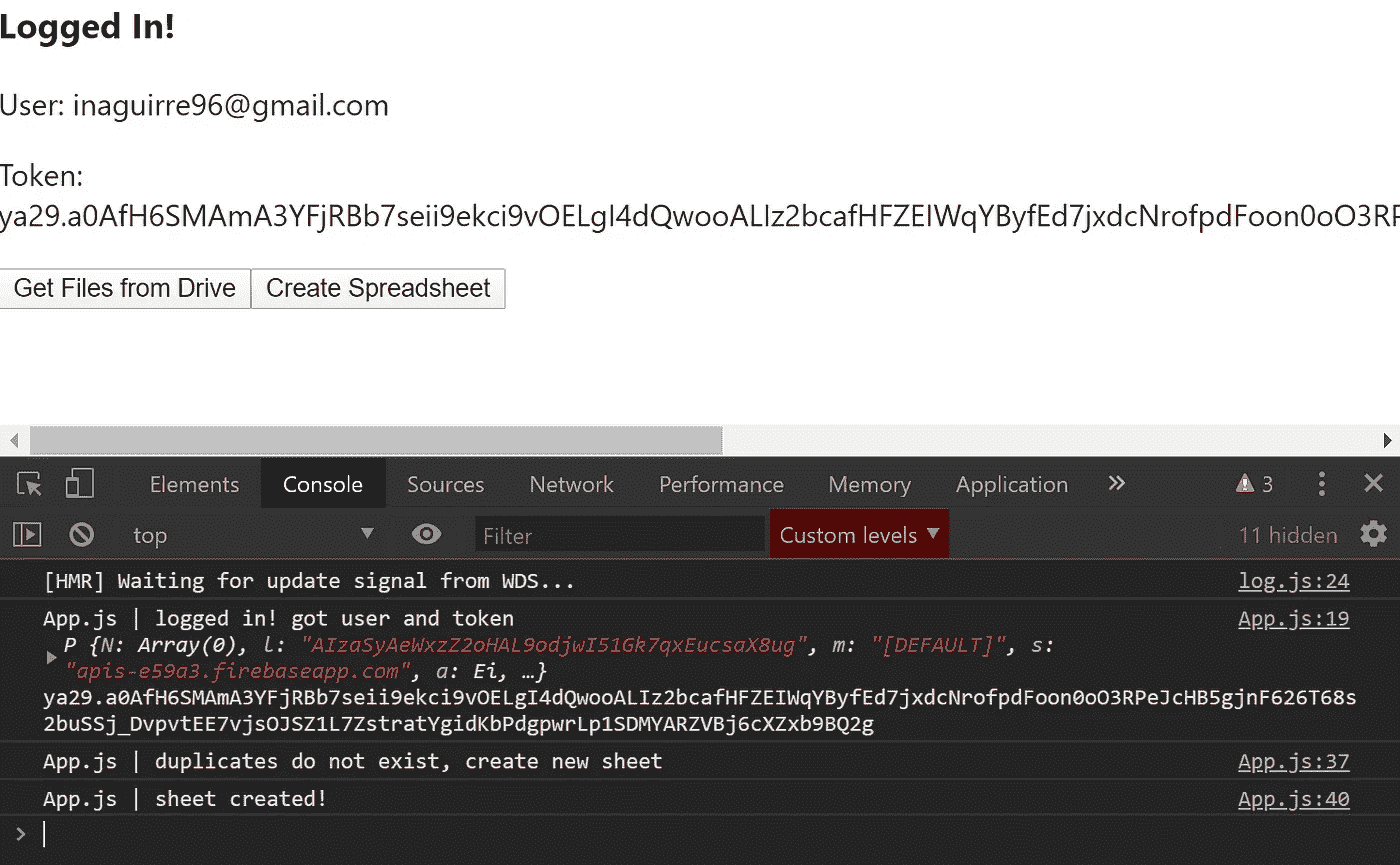 Logged In!
User: inaguirre96@gmail.com
Token:
ya29.a0AfH6SMAmA3YFjRBb7seii9ekci9vOELgI4dQwooALIz2bcafHFZEIWqYByfEd7jxdcNrofpdFoon0oO3RP
Get Files from Drive Create Spreadsheet
Elements Console Sources Network Performance Memory Application » 3
top Filter Custom levels 11 hidden
[HMR] Waiting for update signal from WDS... log.js:24
App.js | logged in! got user and token App.js:19
P {N: Array(0), l: "AIzaSyAeWxzZ2oHAL9odjwI51Gk7qxEucsaX8ug", m: "[DEFAULT]", s:
"apis-e59a3.firebaseapp.com", a: Ei, …}
ya29.a0AfH6SMAmA3YFjRBb7seii9ekci9vOELgI4dQwooALIz2bcafHFZEIWqYByfEd7jxdcNrofpdFoon0oO3RPeJcHB5gjnF626T68s
2buSSj_DvpvtEE7vjsOJSZ1L7ZstratYgidKbPdgpwrLp1SDMYARZVBj6cXZxb9BQ2g
App.js | duplicates do not exist, create new sheet App.js:37
App.js | sheet created! App.js:40
>